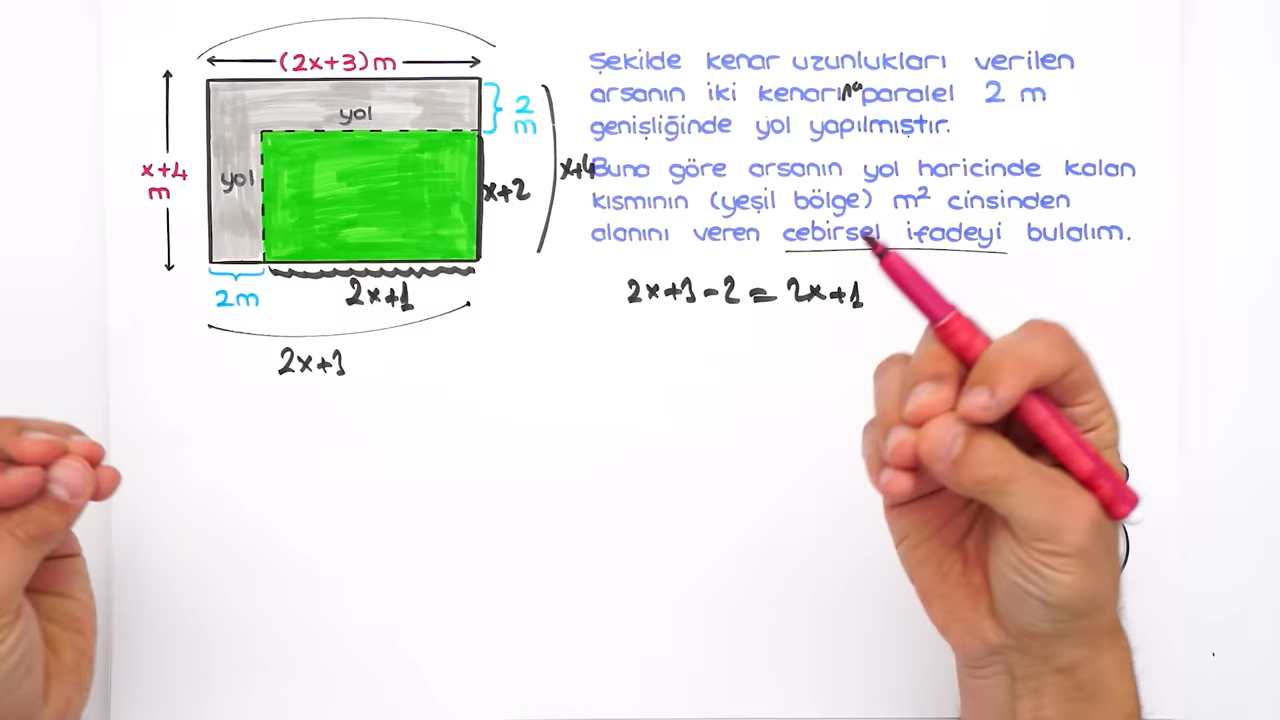 (2x+3)m
yol
2
m
x+4
m
yol
x+2
x+4
2m
2x+1
2x+3
Şekilde kenar uzunlukları verilen
arsanın iki kenarına paralel 2 m
genişliğinde yol yapılmıştır.
Buna göre arsanın yol haricinde kalan
kısmının (yeşil bölge) m² cinsinden
alanını veren cebirsel ifadeyi bulalım.
2x+3-2=2x+1